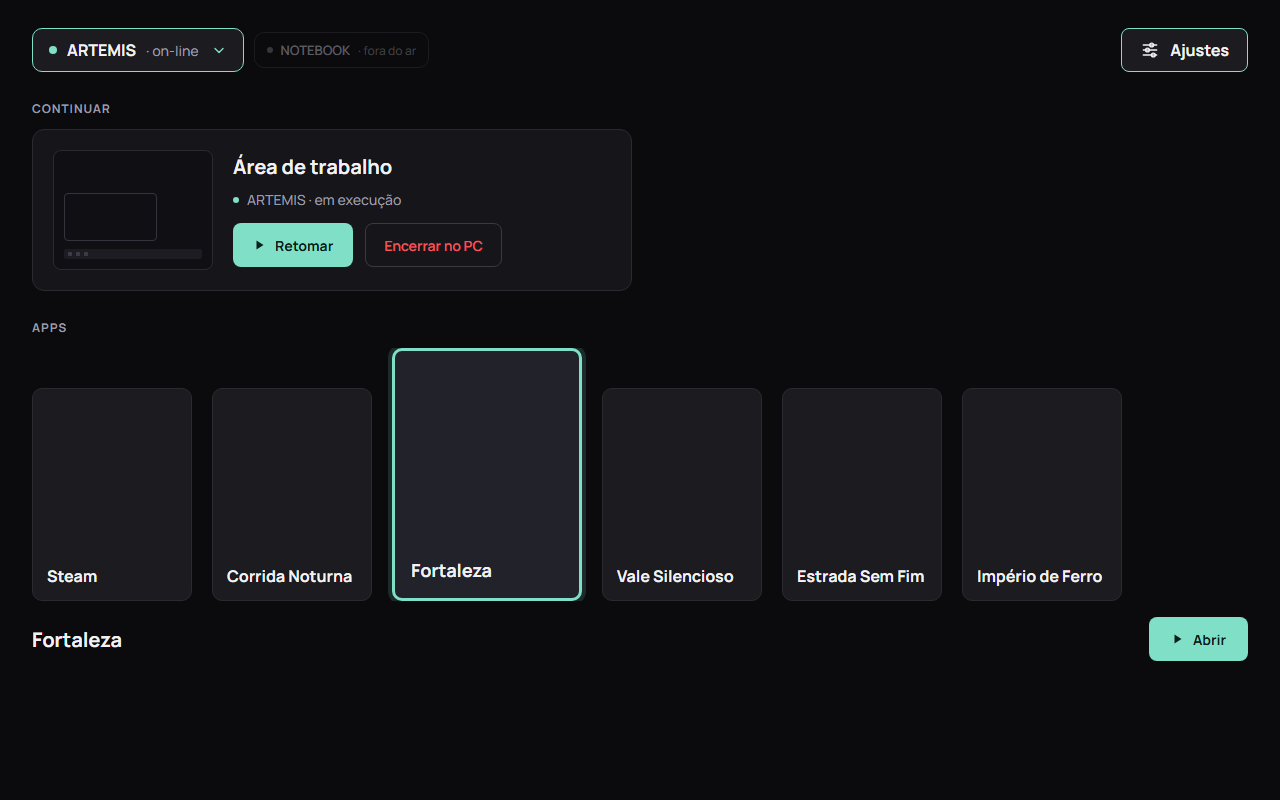 ARTEMIS · on-line
NOTEBOOK · fora do ar
Ajustes
CONTINUAR
Área de trabalho
ARTEMIS · em execução
Retomar
Encerrar no PC
APPS
Steam
Corrida Noturna
Fortaleza
Vale Silencioso
Estrada Sem Fim
Império de Ferro
Fortaleza
Abrir